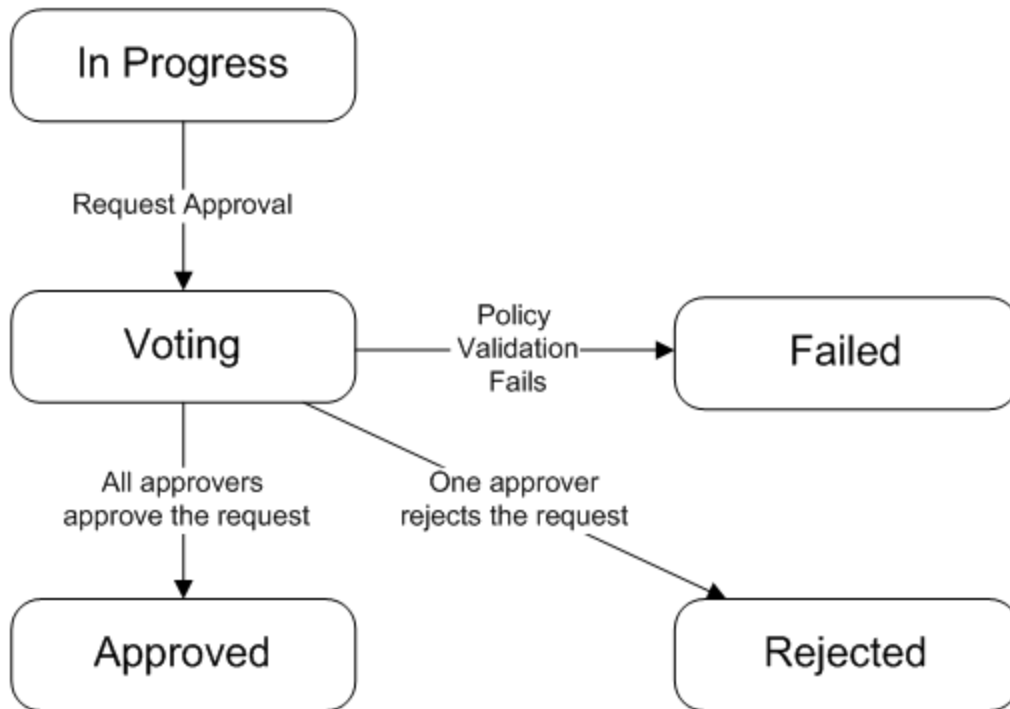 In Progress
Request Approval
Voting
Policy
Validation
Fails
Failed
All approvers
approve the request
One approver
rejects the request
Approved
Rejected